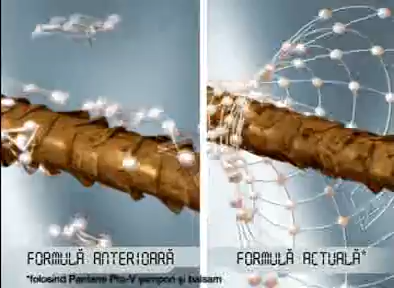 FORMULĂ ANTERIOARĂ
FORMULĂ ACTUALĂ*
*folosind Pantene Pro-V șampon și balsam